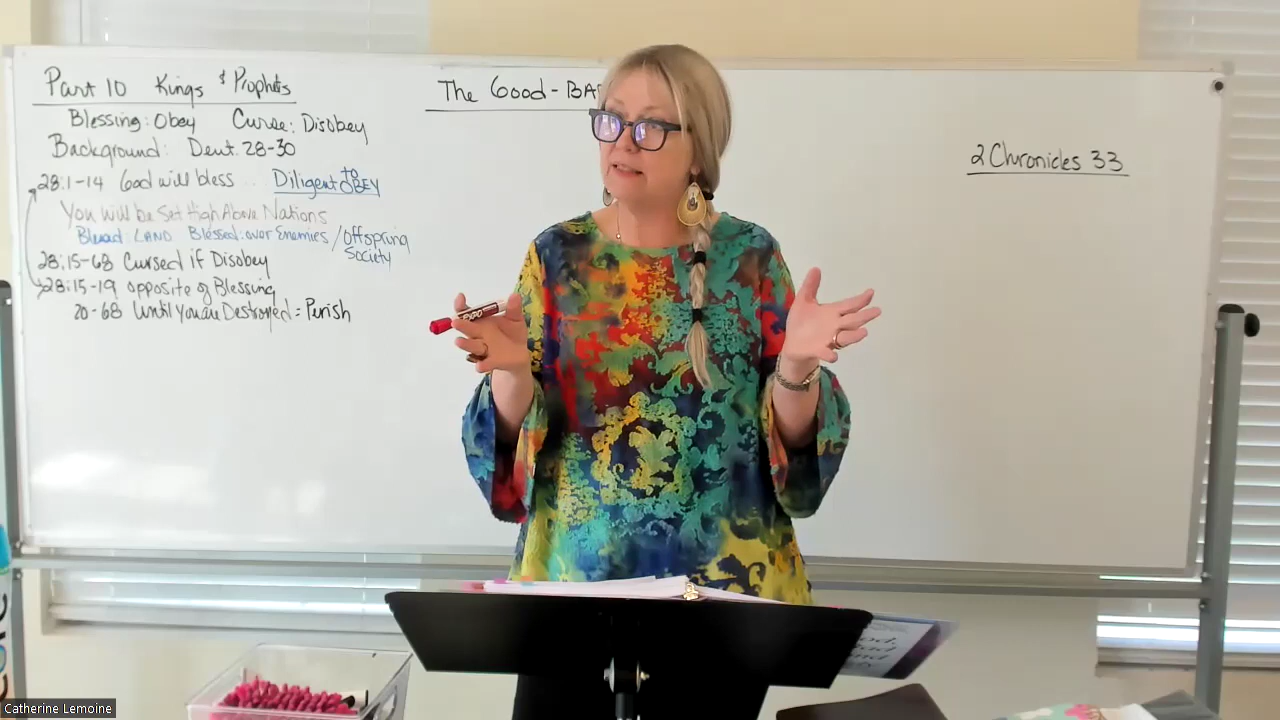 Part 10 Kings & Prophets
Blessing: Obey Curse: Disobey
Background: Deut. 28-30
28:1-14 God will bless... Diligent to OBEY
You will be Set High Above Nations
Blessed: LAND Blessed: over Enemies / Offspring
Society
28:15-68 Cursed if Disobey
28:15-19 opposite of Blessing
20-68 Until you are Destroyed = Perish
The Good - BA
2 Chronicles 33
EXPO
Catherine Lemoine